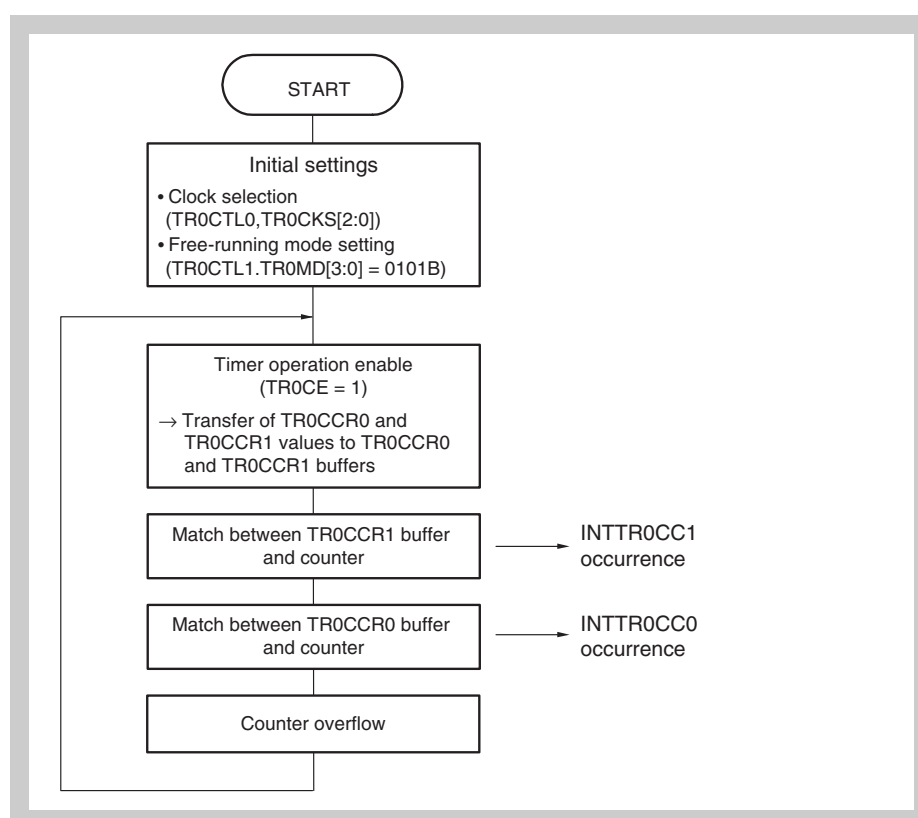 START
Initial settings
• Clock selection
(TR0CTL0,TR0CKS[2:0])
• Free-running mode setting
(TR0CTL1.TR0MD[3:0] = 0101B)
Timer operation enable
(TR0CE = 1)
→ Transfer of TR0CCR0 and
TR0CCR1 values to TR0CCR0
and TR0CCR1 buffers
Match between TR0CCR1 buffer
and counter
INTTR0CC1
occurrence
Match between TR0CCR0 buffer
and counter
INTTR0CC0
occurrence
Counter overflow